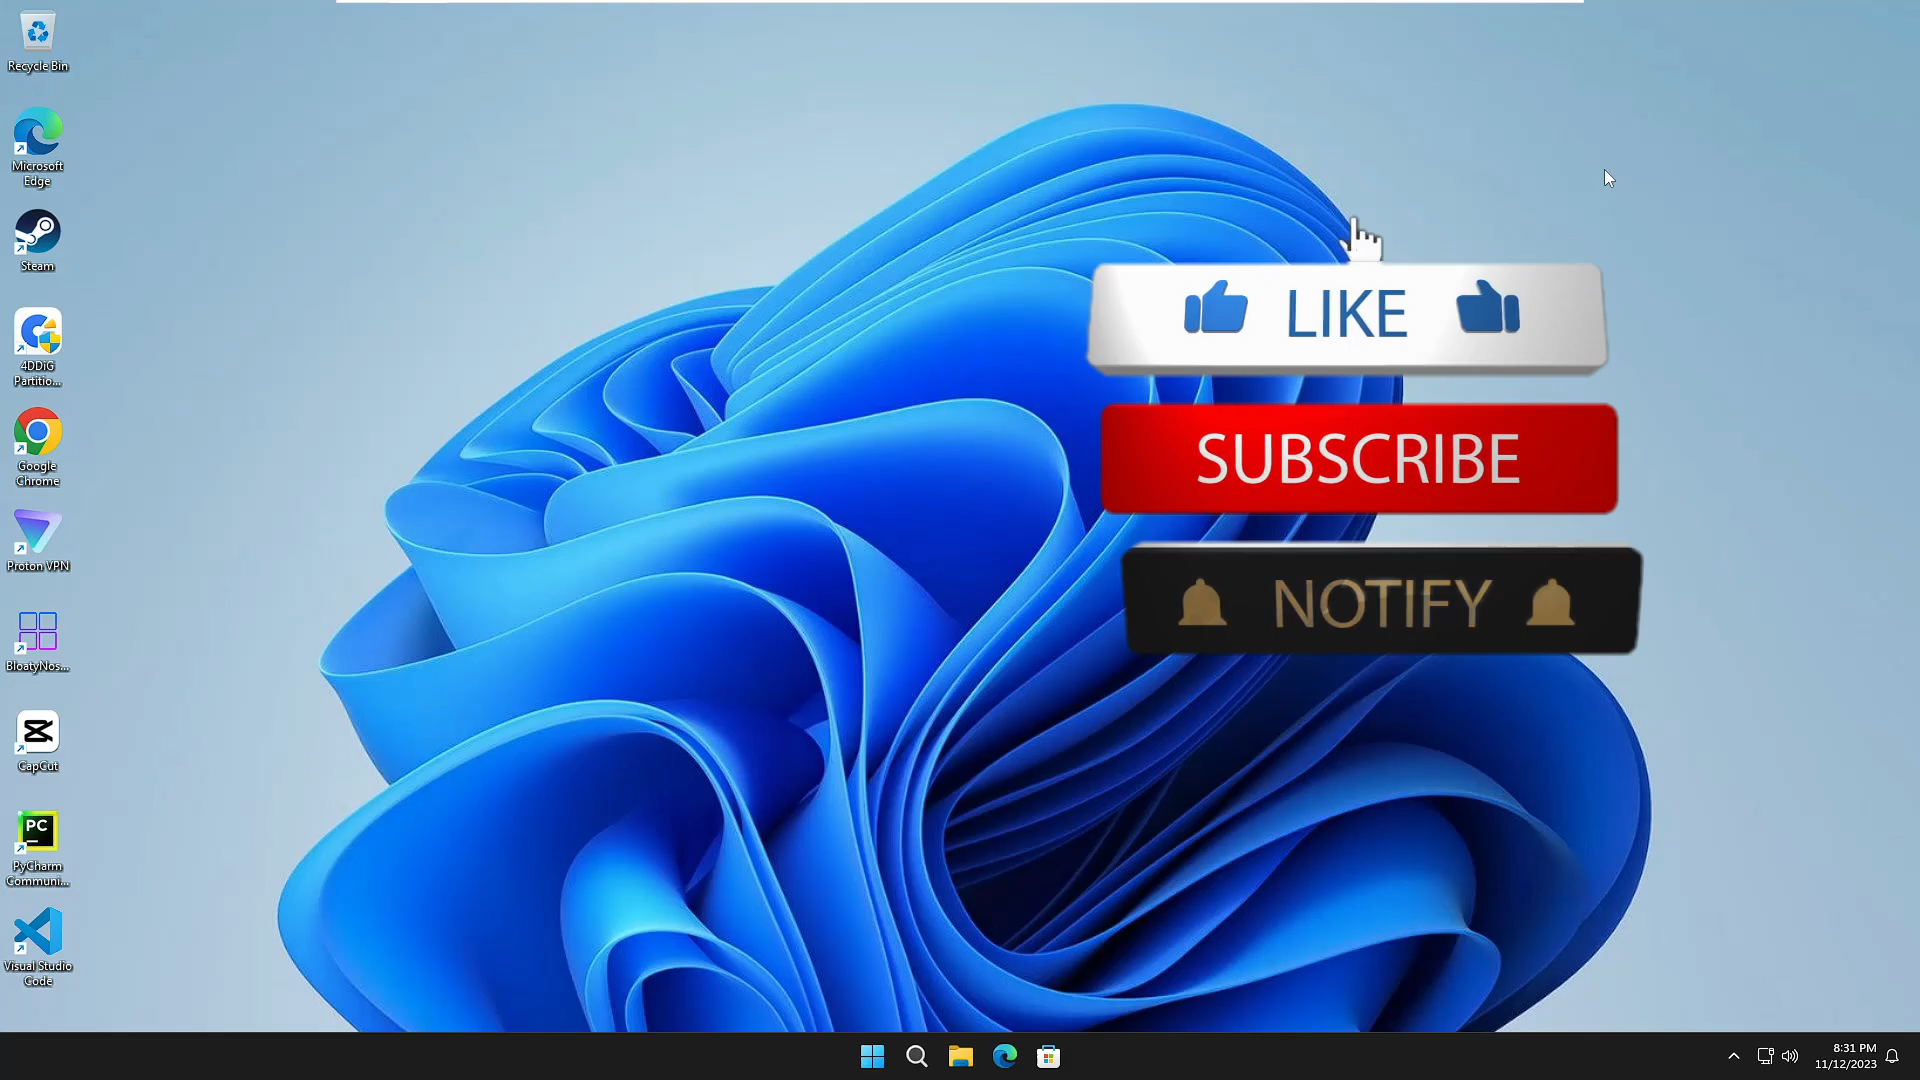 Recycle Bin
Microsoft
Edge
Steam
4DDiG
Partitio...
Google
Chrome
Proton VPN
BloatyNos...
CapCut
PC
PyCharm
Communi...
Visual Studio
Code
LIKE
SUBSCRIBE
NOTIFY
8:31 PM
11/12/2023